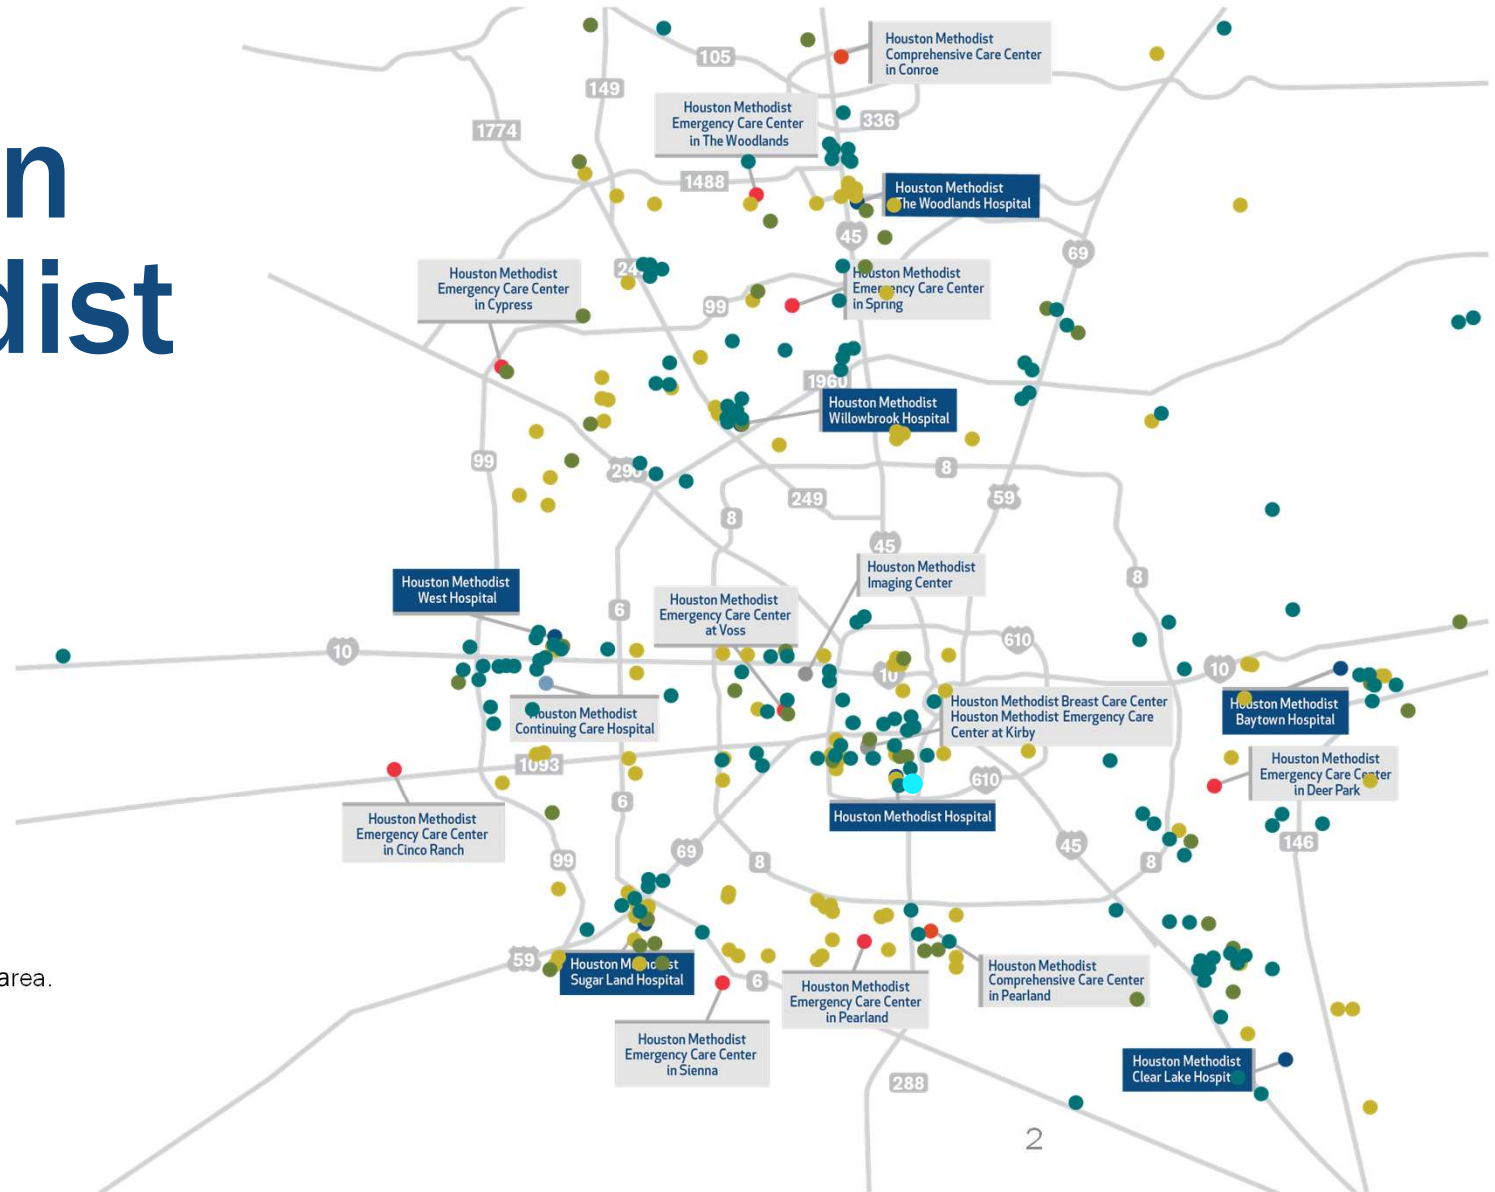 n
dist
area.
105
149
1774
336
1488
Houston Methodist
Comprehensive Care Center
in Conroe
Houston Methodist
Emergency Care Center
in The Woodlands
Houston Methodist
The Woodlands Hospital
45
69
Houston Methodist
Emergency Care Center
in Cypress
99
Houston Methodist
Emergency Care Center
in Spring
1960
Houston Methodist
Willowbrook Hospital
99
290
8
249
59
8
45
8
Houston Methodist
West Hospital
Houston Methodist
Imaging Center
Houston Methodist
Emergency Care Center
at Voss
6
10
610
10
10
Houston Methodist
Continuing Care Hospital
Houston Methodist Breast Care Center
Houston Methodist Emergency Care
Center at Kirby
Houston Methodist
Baytown Hospital
1093
610
Houston Methodist
Emergency Care Center
in Deer Park
Houston Methodist
Emergency Care Center
in Cinco Ranch
6
Houston Methodist Hospital
146
99
69
8
45
8
59
Houston Methodist
Sugar Land Hospital
6
Houston Methodist
Emergency Care Center
in Pearland
Houston Methodist
Comprehensive Care Center
in Pearland
Houston Methodist
Emergency Care Center
in Sienna
288
Houston Methodist
Clear Lake Hospital
2